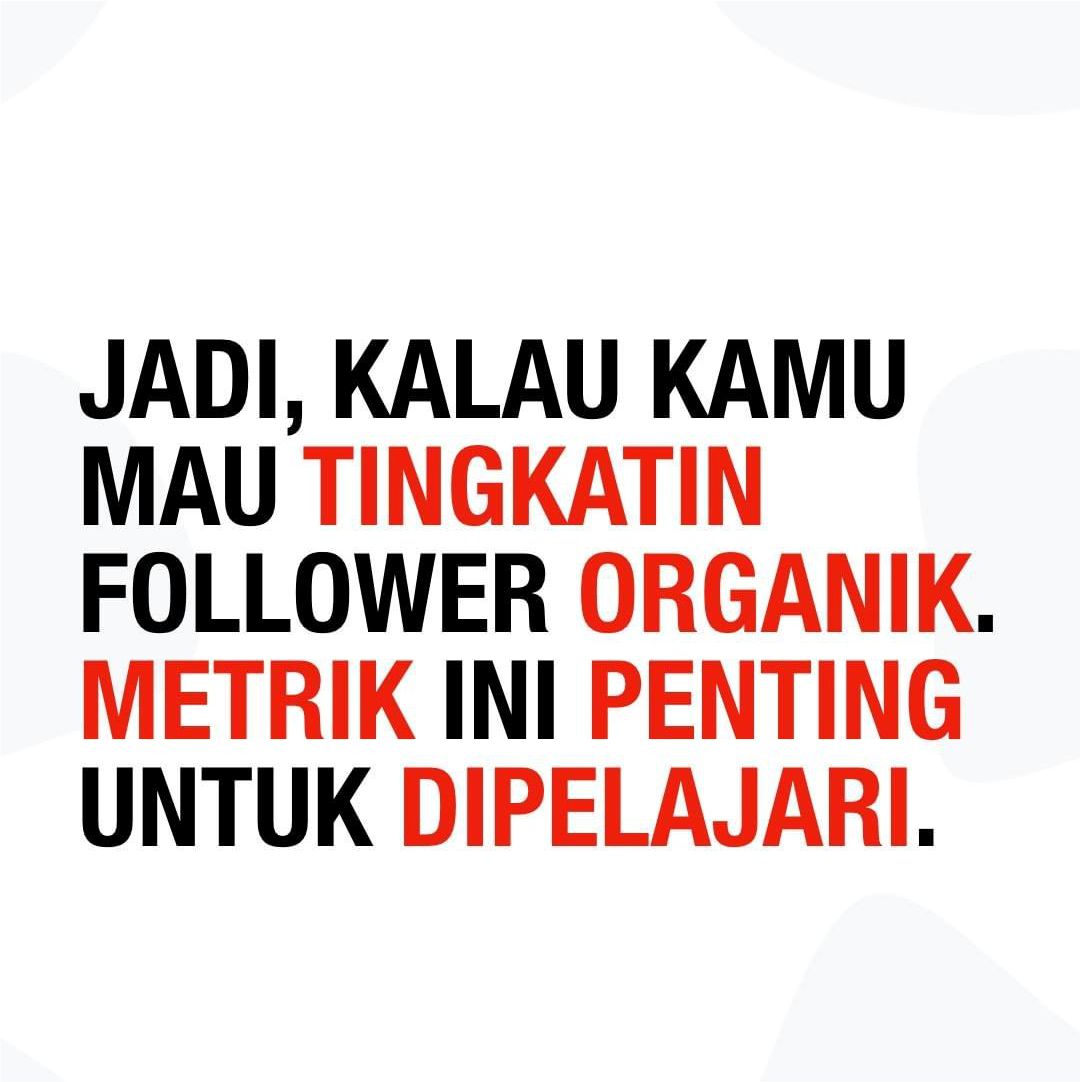 JADI, KALAU KAMU
MAU TINGKATIN
FOLLOWER ORGANIK.
METRIK INI PENTING
UNTUK DIPELAJARI.